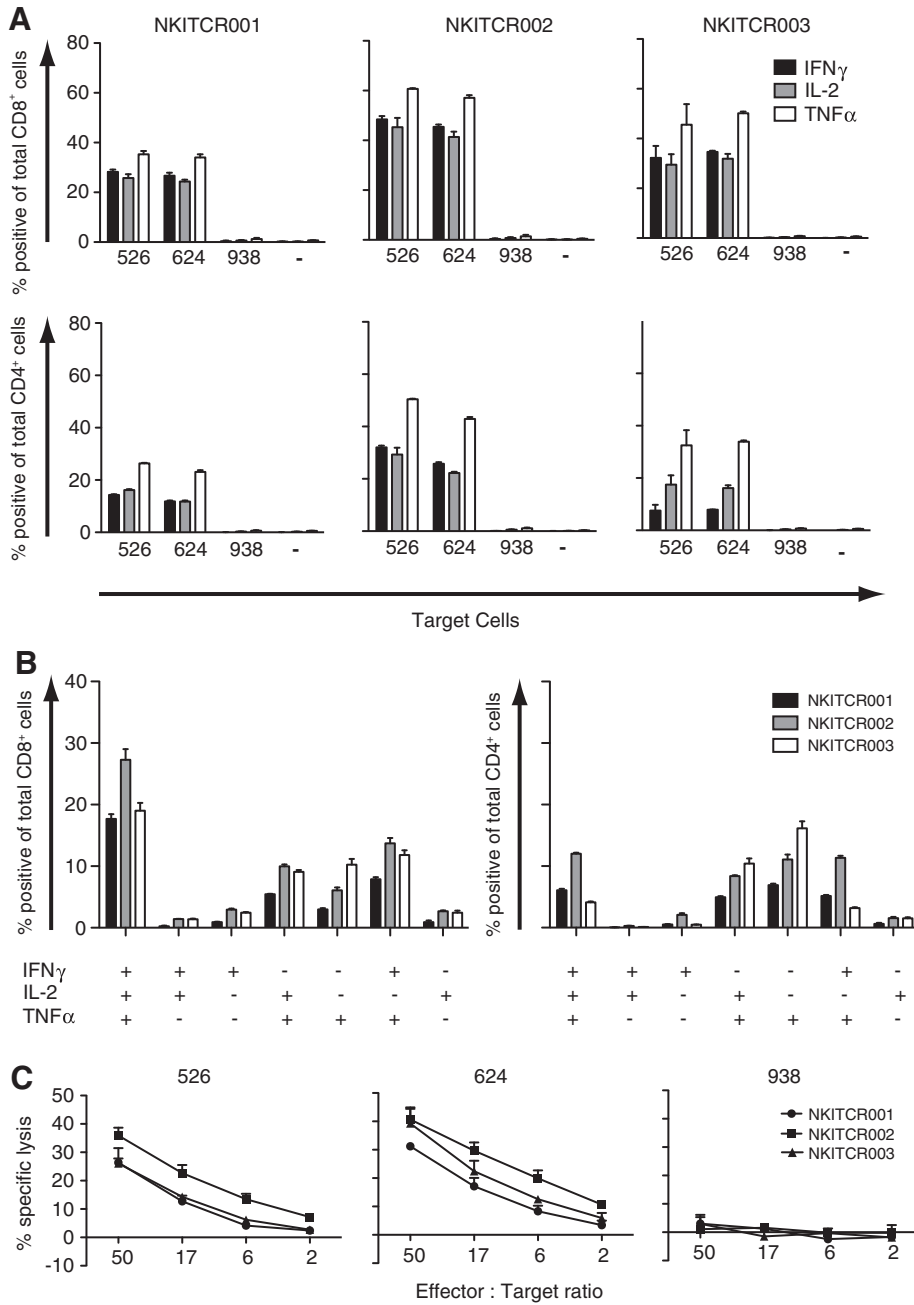 A
NKITCR001 NKITCR002 NKITCR003
IFNγ
IL-2
TNFα
% positive of total CD8+ cells
80
60
40
20
0
526 624 938 -
526 624 938 -
526 624 938 -
% positive of total CD4+ cells
80
60
40
20
0
526 624 938 -
526 624 938 -
526 624 938 -
Target Cells
B
% positive of total CD8+ cells
40
30
20
10
0
% positive of total CD4+ cells
NKITCR001
NKITCR002
NKITCR003
IFNγ + + + - - + - + + + - - + -
IL-2 + + - + - - + + + - + - - +
TNFα + - - + + + - + - - + + + -
C
526 624 938
% specific lysis
50
40
30
20
10
0
-10
NKITCR001
NKITCR002
NKITCR003
50 17 6 2
50 17 6 2
50 17 6 2
Effector : Target ratio